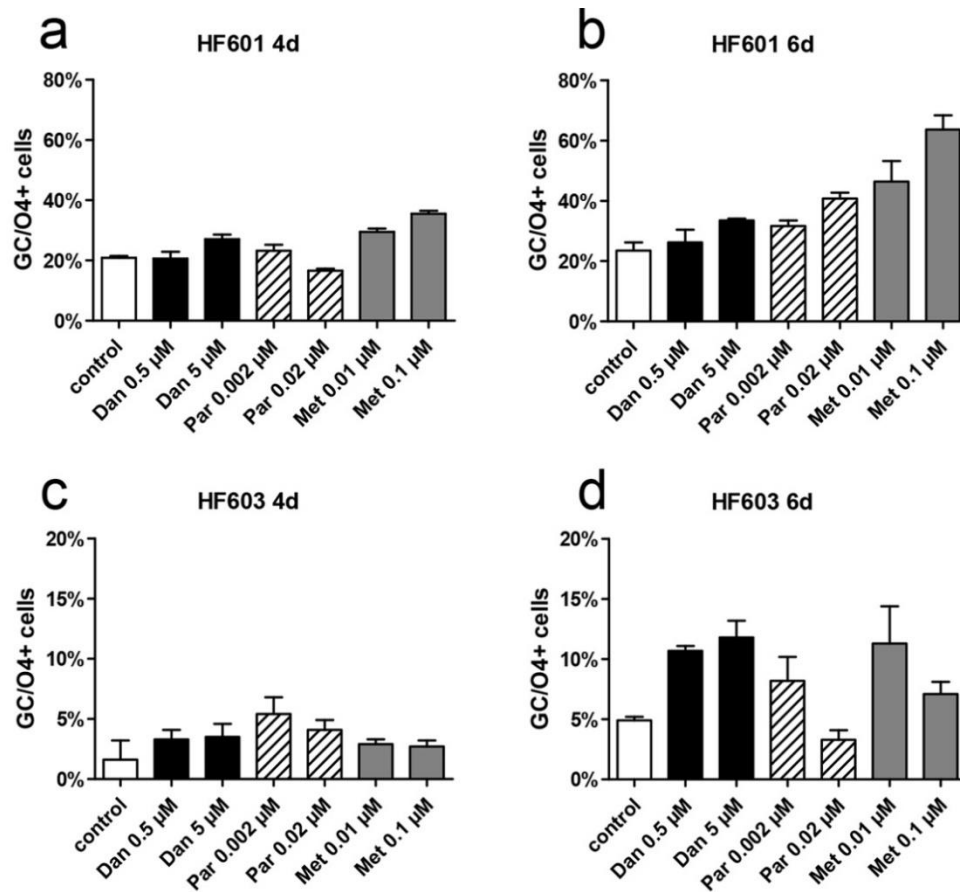 a
HF601 4d
GC/O4+ cells
80%
60%
40%
20%
0%
control
Dan 0.5 µM
Dan 5 µM
Par 0.002 µM
Par 0.02 µM
Met 0.01 µM
Met 0.1 µM
b
HF601 6d
GC/O4+ cells
80%
60%
40%
20%
0%
control
Dan 0.5 µM
Dan 5 µM
Par 0.002 µM
Par 0.02 µM
Met 0.01 µM
Met 0.1 µM
c
HF603 4d
GC/O4+ cells
20%
15%
10%
5%
0%
control
Dan 0.5 µM
Dan 5 µM
Par 0.002 µM
Par 0.02 µM
Met 0.01 µM
Met 0.1 µM
d
HF603 6d
GC/O4+ cells
20%
15%
10%
5%
0%
control
Dan 0.5 µM
Dan 5 µM
Par 0.002 µM
Par 0.02 µM
Met 0.01 µM
Met 0.1 µM